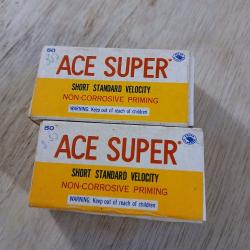 50
ACE SUPER
SHORT STANDARD VELOCITY
NON-CORROSIVE PRIMING
WARNING: Keep out of reach of children
50
ACE SUPER
SHORT STANDARD VELOCITY
NON-CORROSIVE PRIMING
WARNING: Keep out of reach of children